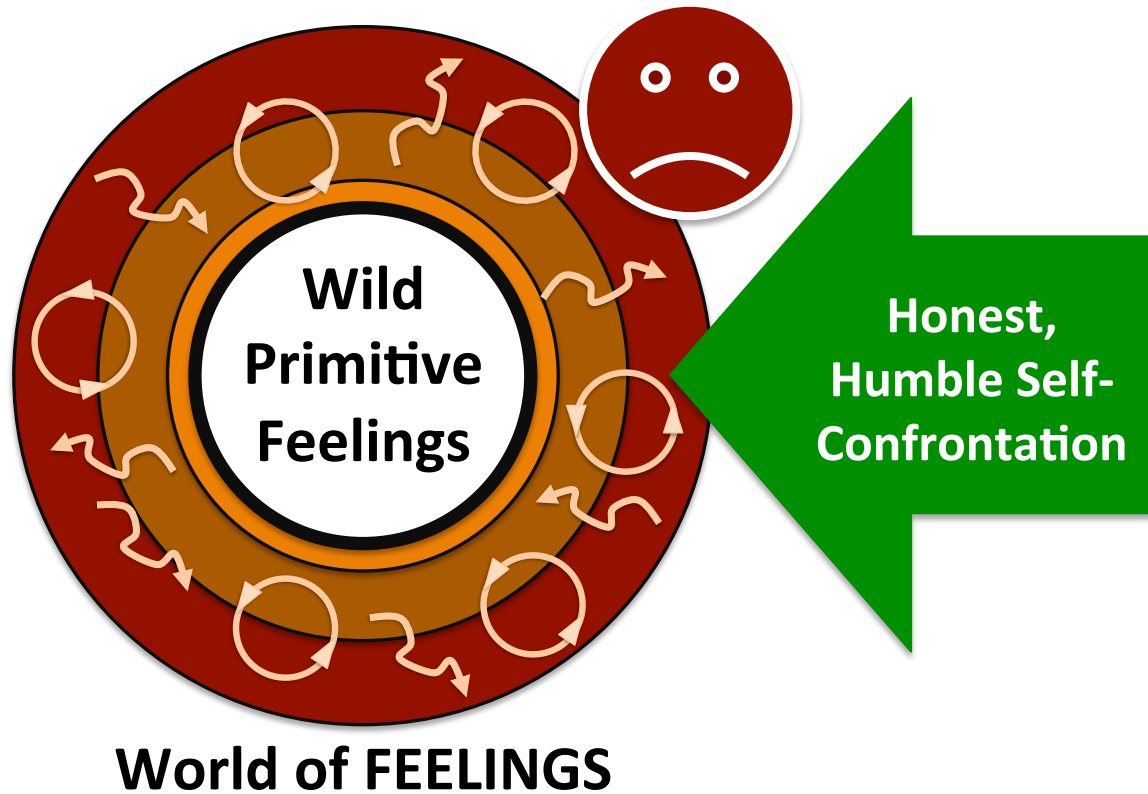 Wild
Primitive
Feelings
Honest,
Humble Self-
Confrontation
World of FEELINGS